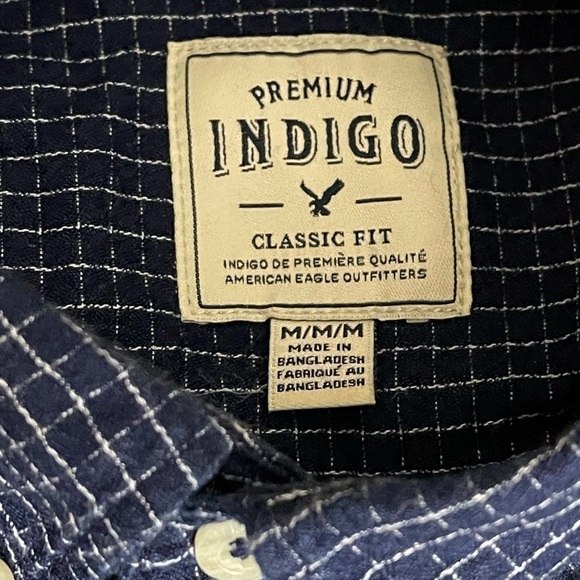 PREMIUM
INDIGO
CLASSIC FIT
INDIGO DE PREMIÈRE QUALITÉ
AMERICAN EAGLE OUTFITTERS
M/M/M
MADE IN
BANGLADESH
FABRIQUÉ AU
BANGLADESH